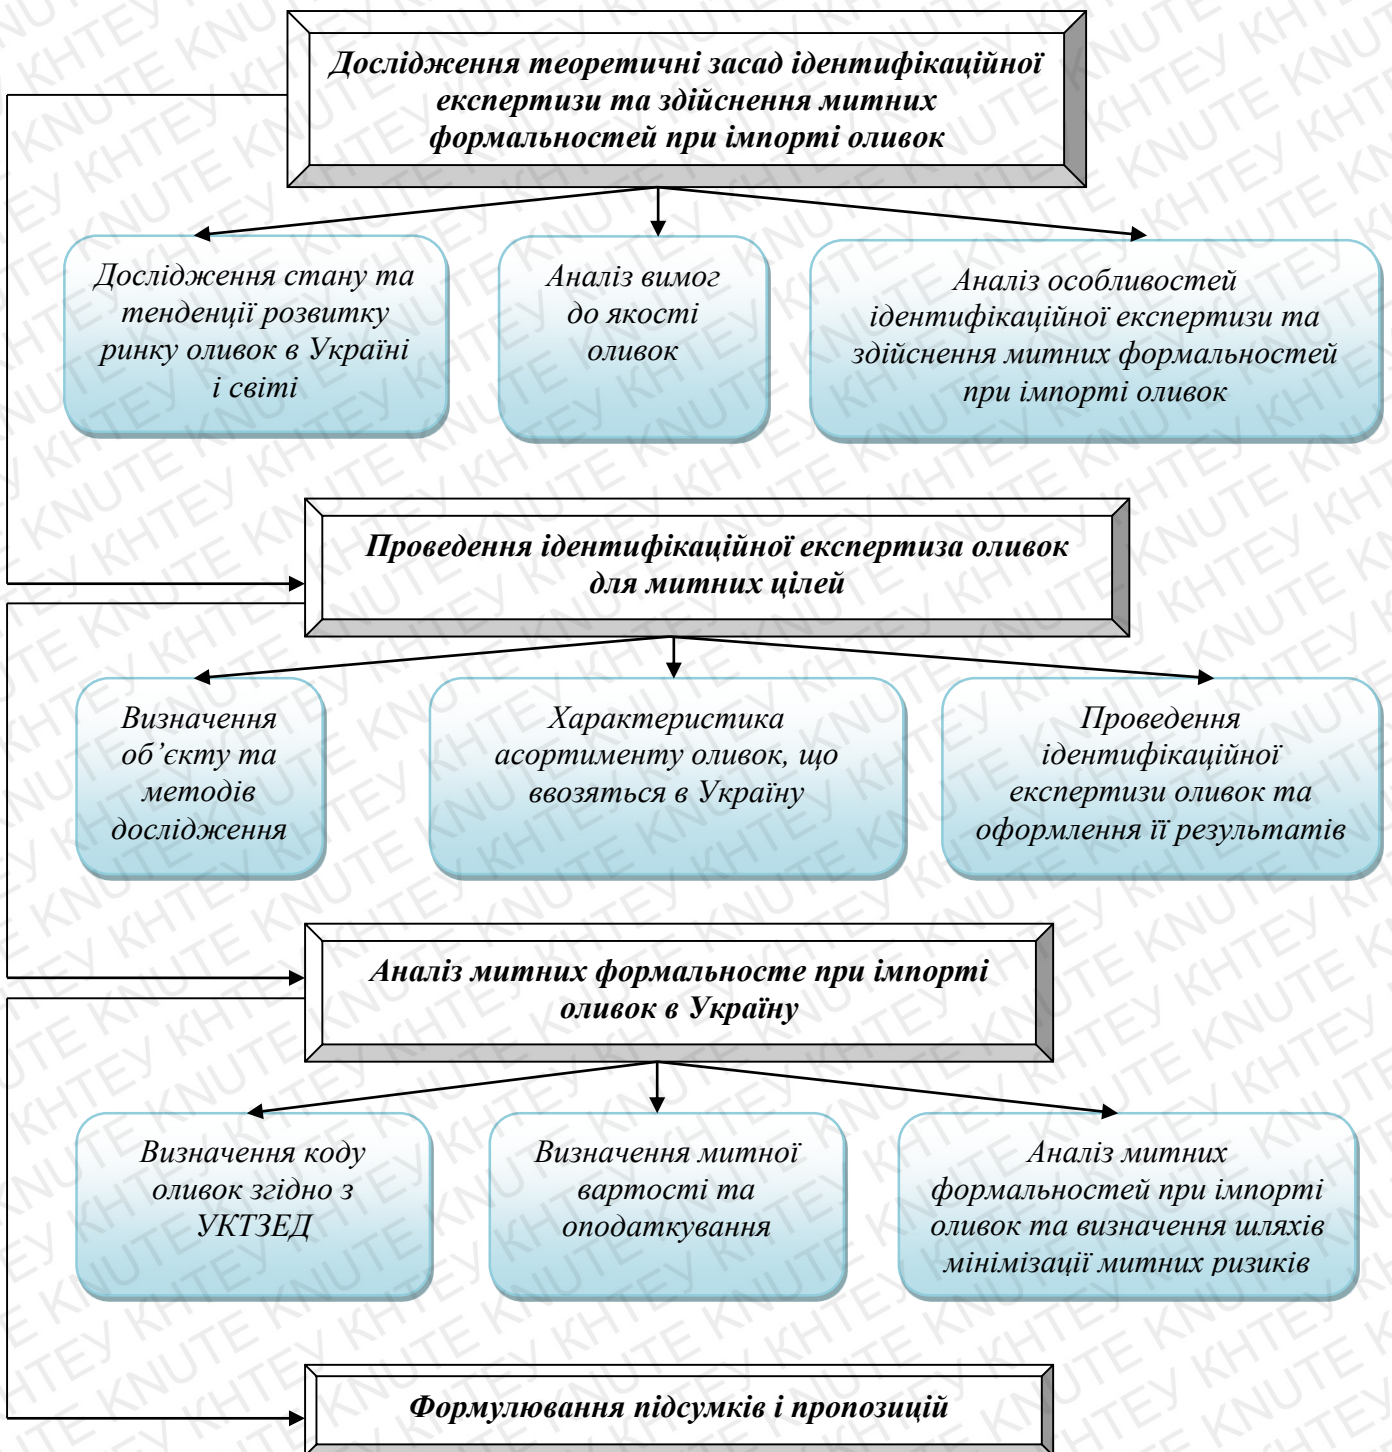 Дослідження теоретичні засад ідентифікаційної
експертизи та здійснення митних
формальностей при імпорті оливок
Дослідження стану та
тенденції розвитку
ринку оливок в Україні
і світі
Аналіз вимог
до якості
оливок
Аналіз особливостей
ідентифікаційної експертизи та
здійснення митних формальностей
при імпорті оливок
Проведення ідентифікаційної експертиза оливок
для митних цілей
Визначення
об’єкту та
методів
дослідження
Характеристика
асортименту оливок, що
ввозяться в Україну
Проведення
ідентифікаційної
експертизи оливок та
оформлення її результатів
Аналіз митних формальносте при імпорті
оливок в Україну
Визначення коду
оливок згідно з
УКТЗЕД
Визначення митної
вартості та
оподаткування
Аналіз митних
формальностей при імпорті
оливок та визначення шляхів
мінімізації митних ризиків
Формулювання підсумків і пропозицій